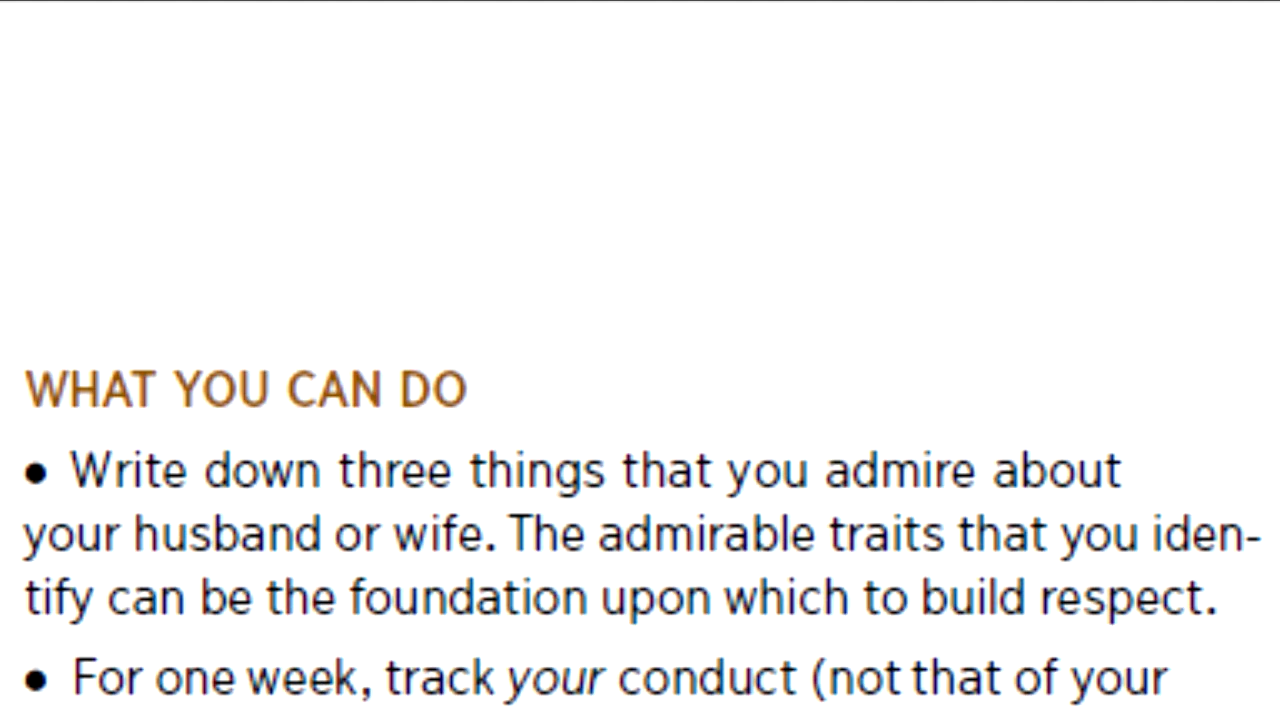 WHAT YOU CAN DO
● Write down three things that you admire about
your husband or wife. The admirable traits that you iden-
tify can be the foundation upon which to build respect.
● For one week, track your conduct (not that of your